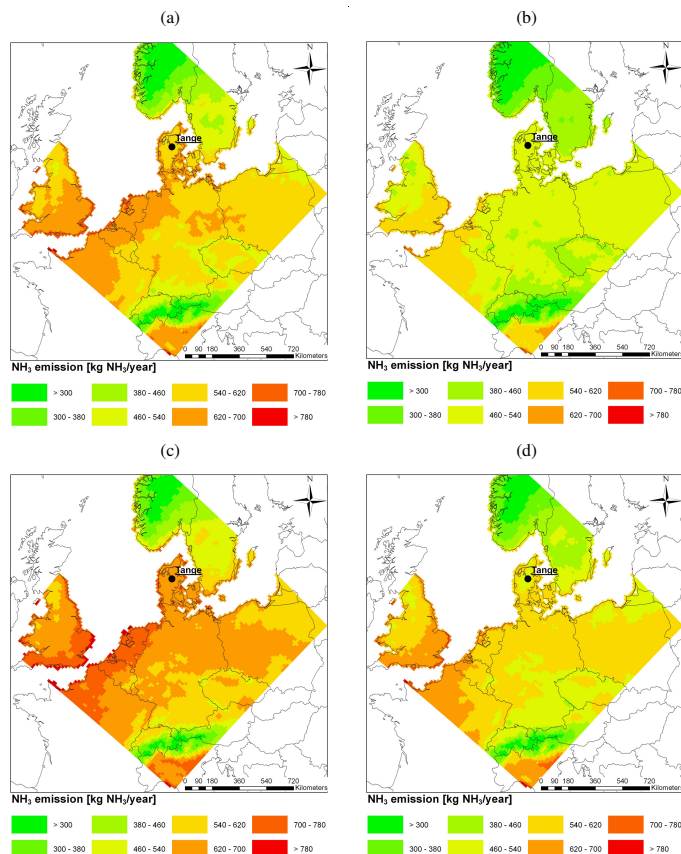 (a)
(b)
N
N
Tange
Tange
0 90 180 360 540 720
Kilometers
0 90 180 360 540 720
Kilometers
NH₃ emission [kg NH₃/year]
> 300 380 - 460 540 - 620 700 - 780
300 - 380 460 - 540 620 - 700 > 780
NH₃ emission [kg NH₃/year]
> 300 380 - 460 540 - 620 700 - 780
300 - 380 460 - 540 620 - 700 > 780
(c)
(d)
N
N
Tange
Tange
0 90 180 360 540 720
Kilometers
0 90 180 360 540 720
Kilometers
NH₃ emission [kg NH₃/year]
> 300 380 - 460 540 - 620 700 - 780
300 - 380 460 - 540 620 - 700 > 780
NH₃ emission [kg NH₃/year]
> 300 380 - 460 540 - 620 700 - 780
300 - 380 460 - 540 620 - 700 > 780